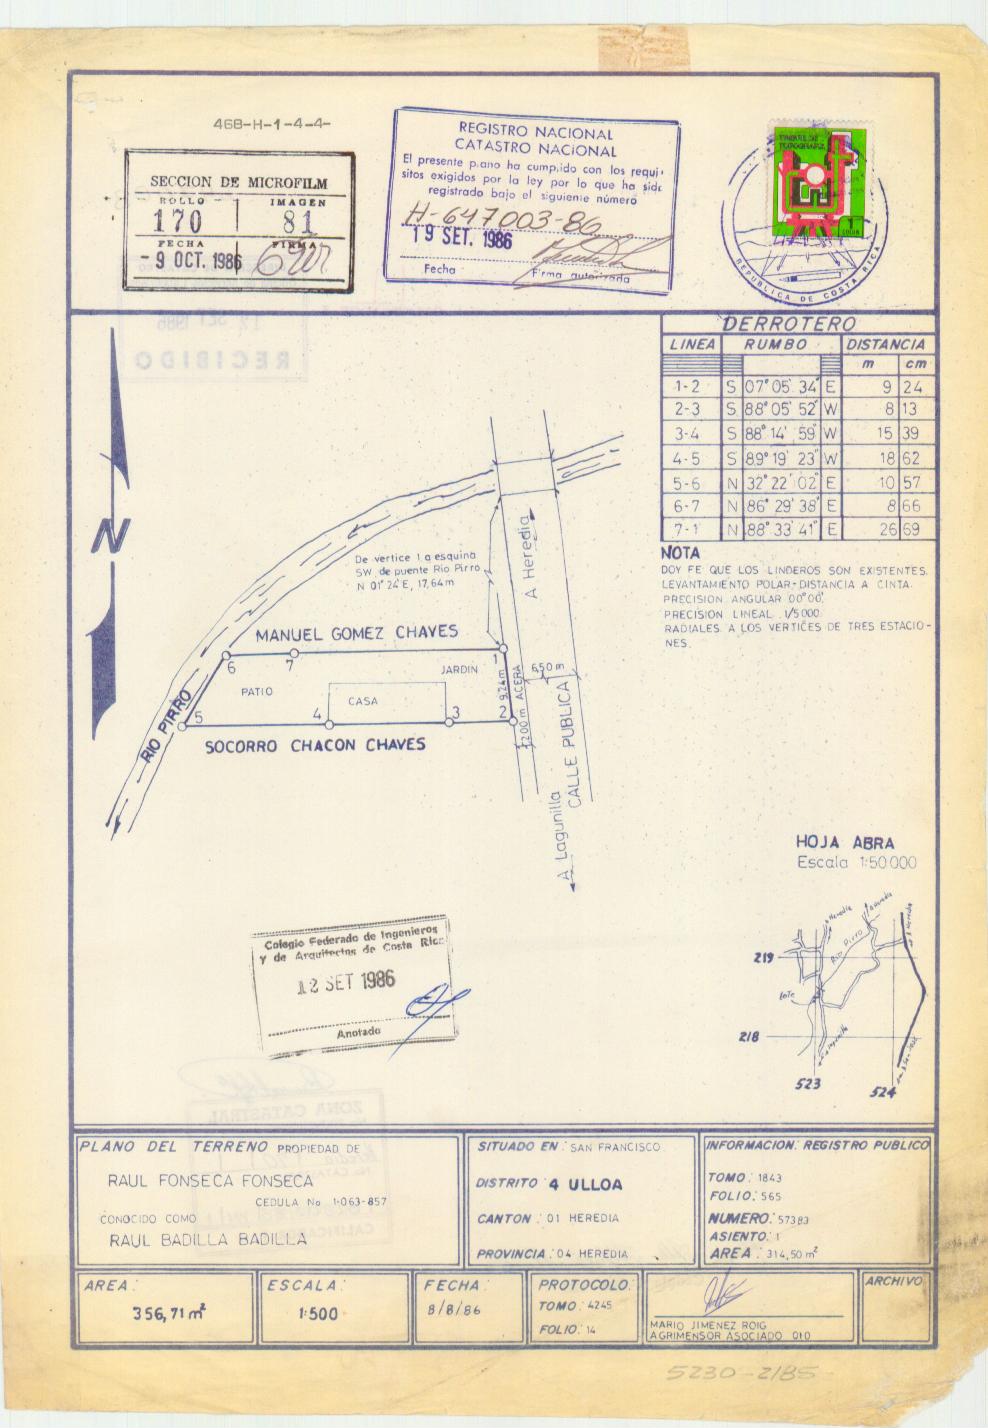 468-H-1-4-4-
SECCION DE MICROFILM
ROLLO IMAGEN
170 81
FECHA FIRMA
- 9 OCT. 1986
REGISTRO NACIONAL
CATASTRO NACIONAL
El presente plano ha cumplido con los requi-
sitos exigidos por la ley por lo que ha sido
registrado bajo el siguiente número
H-647003-86
19 SET. 1986
Fecha Firma autorizada
TIMBRE DE
TOPOGRAFIA
1
COLON
REPUBLICA DE COSTA RICA
RECIBIDO
DERROTERO
LINEA RUMBO DISTANCIA
m cm
1-2 S 07° 05' 34" E 9 24
2-3 S 88° 05' 52" W 8 13
3-4 S 88° 14' 59" W 15 39
4-5 S 89° 19' 23" W 18 62
5-6 N 32° 22' 02" E 10 57
6-7 N 86° 29' 38" E 8 66
7-1 N 88° 33' 41" E 26 69
NOTA
DOY FE QUE LOS LINDEROS SON EXISTENTES.
LEVANTAMIENTO POLAR-DISTANCIA A CINTA.
PRECISION ANGULAR 00°00'.
PRECISION LINEAL 1/5000
RADIALES A LOS VERTICES DE TRES ESTACIO-
NES.
N
De vertice 1 a esquina
SW de puente Rio Pirro
N 01° 24' E, 17,64m
A Heredia
MANUEL GOMEZ CHAVES
6 7 1
JARDIN
6,50 m
PATIO
CASA
9,24m
ACERA
2,00 m
5 4 3 2
RIO PIRRO
SOCORRO CHACON CHAVES
CALLE PUBLICA
A Lagunilla
HOJA ABRA
Escala 1:50 000
A Heredia
A Heredia
Rio Pirro
219
Lote
218
A Lagunilla
523
524
Colegio Federado de Ingenieros
y de Arquitectos de Costa Rica
12 SET 1986
Anotado
ZONA CATASTRAL
PLANO DEL TERRENO PROPIEDAD DE
RAUL FONSECA FONSECA
CEDULA No 1-063-857
CONOCIDO COMO
RAUL BADILLA BADILLA
SITUADO EN: SAN FRANCISCO
DISTRITO: 4 ULLOA
CANTON: 01 HEREDIA
PROVINCIA: 04 HEREDIA
INFORMACION: REGISTRO PUBLICO
TOMO: 1843
FOLIO: 565
NUMERO: 57383
ASIENTO: 1
AREA: 314,50 m²
AREA:
356,71 m²
ESCALA:
1:500
FECHA:
8/8/86
PROTOCOLO:
TOMO: 4245
FOLIO: 14
MARIO JIMENEZ ROIG
AGRIMENSOR ASOCIADO 010
ARCHIVO
5230-2185